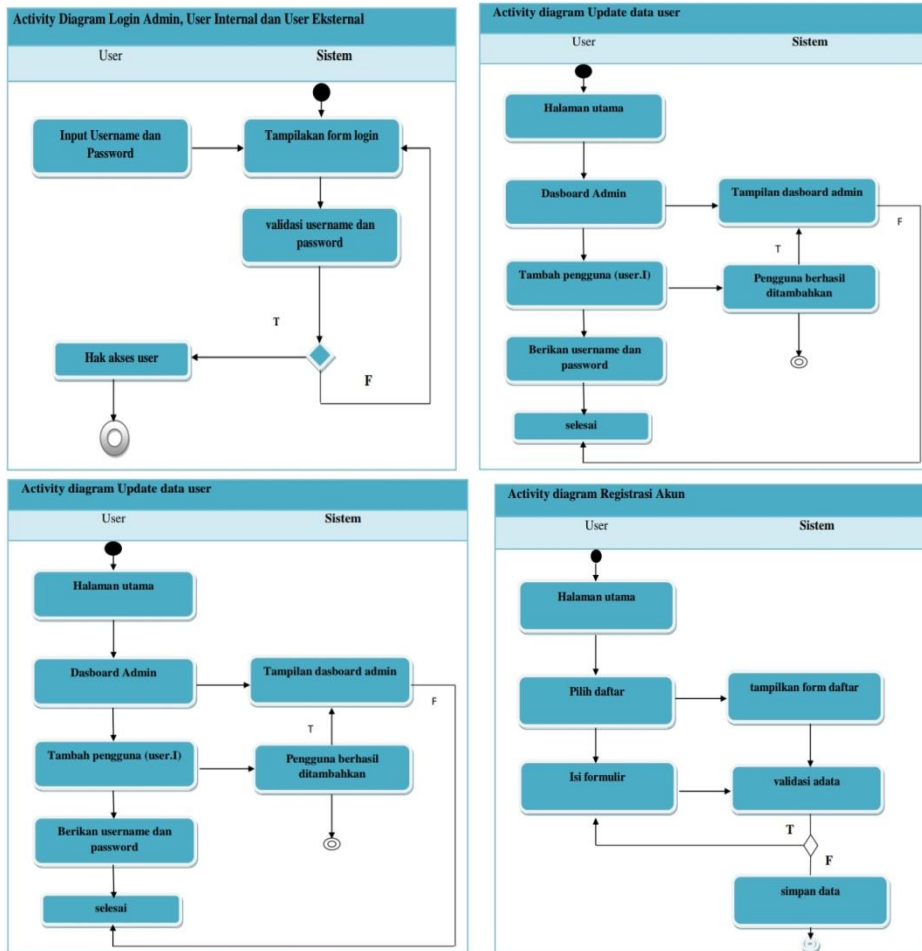 Activity Diagram Login Admin, User Internal dan User Eksternal
User
Sistem
Input Username dan
Password
Tampilakan form login
validasi username dan
password
T
Hak akses user
F
Activity diagram Update data user
User
Sistem
Halaman utama
Dasboard Admin
Tampilan dasboard admin
F
T
Tambah pengguna (user.I)
Pengguna berhasil
ditambahkan
Berikan username dan
password
selesai
Activity diagram Update data user
User
Sistem
Halaman utama
Dasboard Admin
Tampilan dasboard admin
F
T
Tambah pengguna (user.I)
Pengguna berhasil
ditambahkan
Berikan username dan
password
selesai
Activity diagram Registrasi Akun
User
Sistem
Halaman utama
Pilih daftar
tampilkan form daftar
Isi formulir
validasi adata
T
F
simpan data